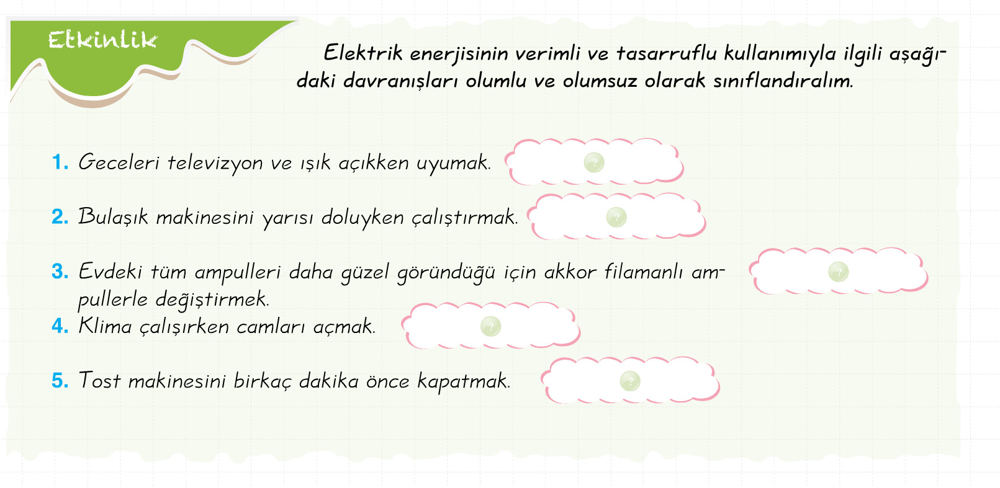 Etkinlik
Elektrik enerjisinin verimli ve tasarruflu kullanımıyla ilgili aşağı-
daki davranışları olumlu ve olumsuz olarak sınıflandıralım.
1. Geceleri televizyon ve ışık açıkken uyumak. ?
2. Bulaşık makinesini yarısı doluyken çalıştırmak. ?
3. Evdeki tüm ampulleri daha güzel göründüğü için akkor filamanlı am- ?
pullerle değiştirmek.
4. Klima çalışırken camları açmak. ?
5. Tost makinesini birkaç dakika önce kapatmak. ?